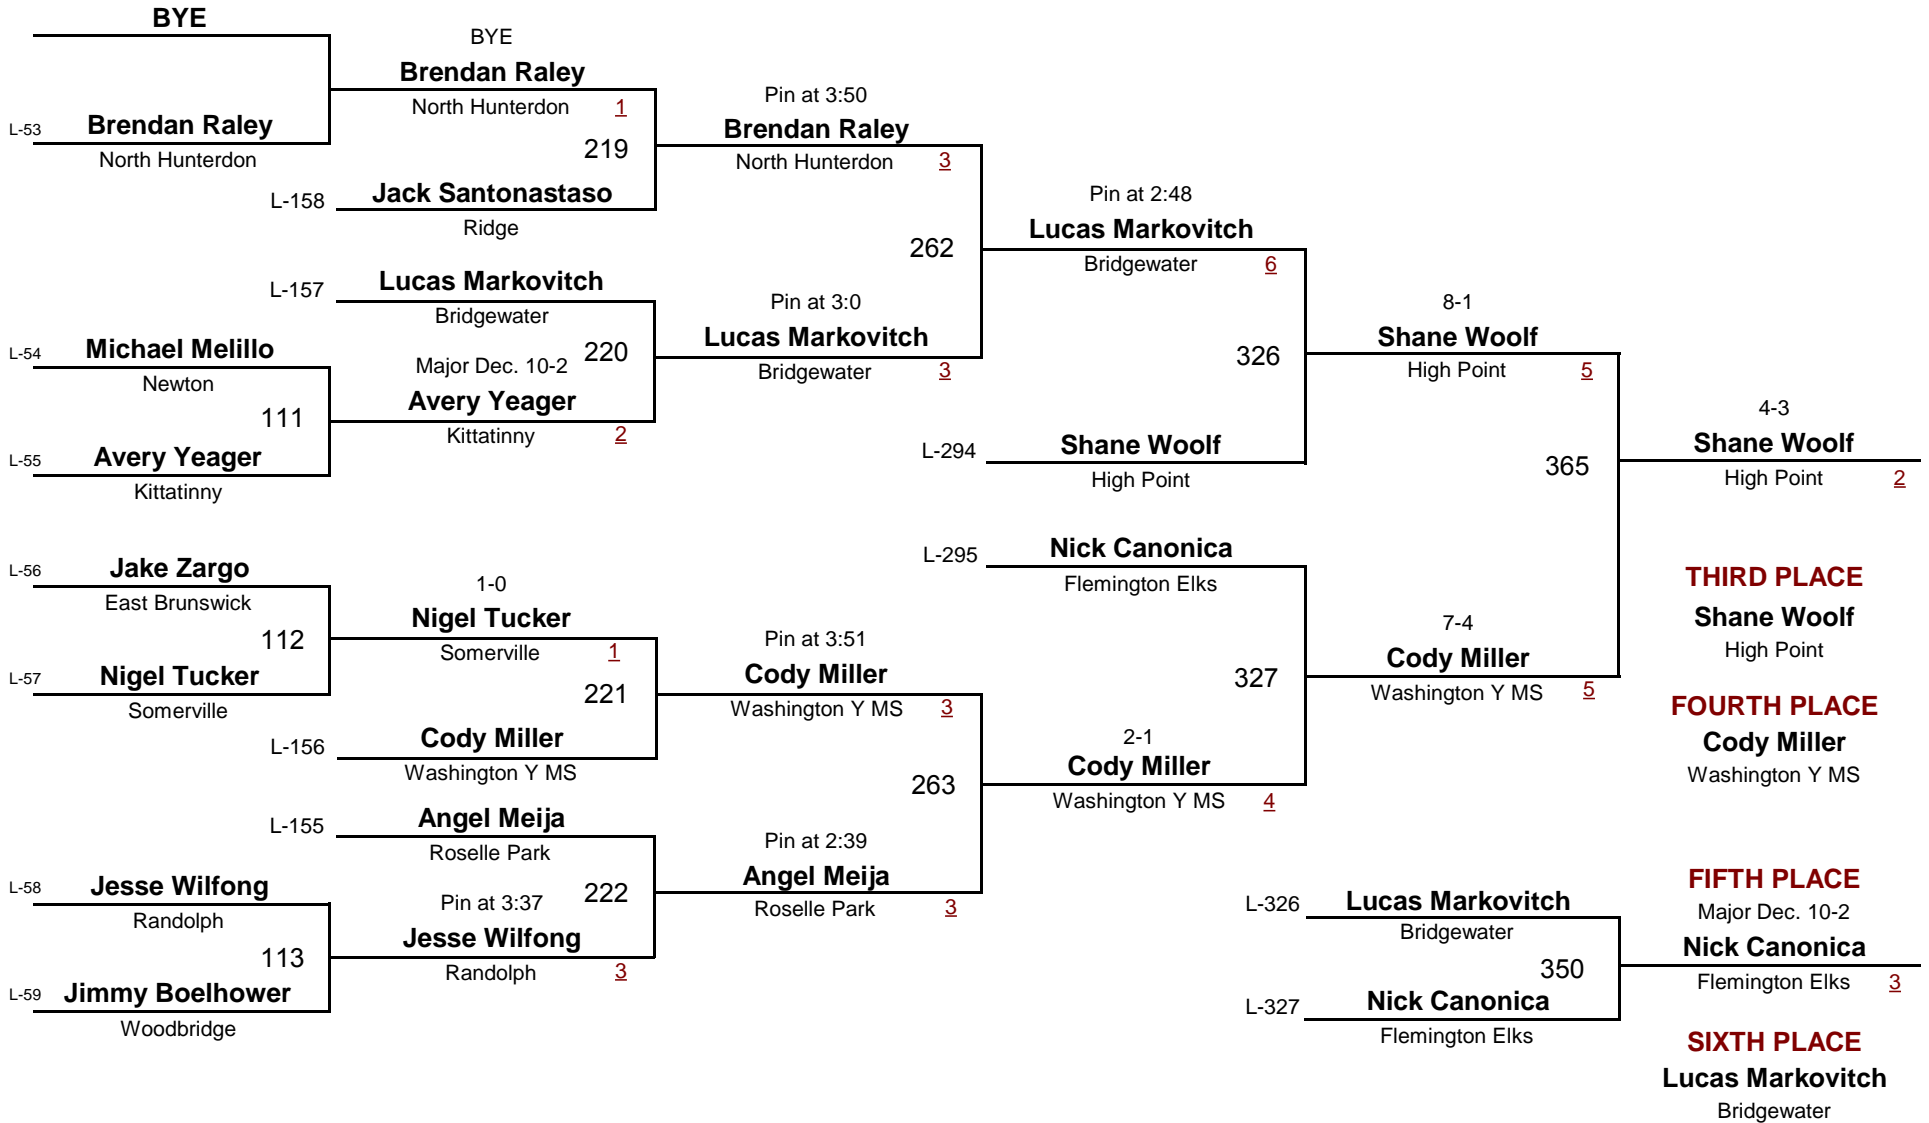 BYE
L-53 Brendan Raley
North Hunterdon
L-54 Michael Melillo
Newton
111
L-55 Avery Yeager
Kittatinny
L-56 Jake Zargo
East Brunswick
112
L-57 Nigel Tucker
Somerville
L-58 Jesse Wilfong
Randolph
113
L-59 Jimmy Boelhower
Woodbridge
BYE
Brendan Raley
North Hunterdon 1
219
L-158 Jack Santonastaso
Ridge
L-157 Lucas Markovitch
Bridgewater
220
Major Dec. 10-2
Avery Yeager
Kittatinny 2
1-0
Nigel Tucker
Somerville 1
221
L-156 Cody Miller
Washington Y MS
L-155 Angel Meija
Roselle Park
222
Pin at 3:37
Jesse Wilfong
Randolph 3
Pin at 3:50
Brendan Raley
North Hunterdon 3
262
Pin at 3:0
Lucas Markovitch
Bridgewater 3
Pin at 3:51
Cody Miller
Washington Y MS 3
263
Pin at 2:39
Angel Meija
Roselle Park 3
Pin at 2:48
Lucas Markovitch
Bridgewater 6
326
L-294 Shane Woolf
High Point
L-295 Nick Canonica
Flemington Elks
327
2-1
Cody Miller
Washington Y MS 4
8-1
Shane Woolf
High Point 5
365
7-4
Cody Miller
Washington Y MS 5
L-326 Lucas Markovitch
Bridgewater
350
L-327 Nick Canonica
Flemington Elks
4-3
Shane Woolf
High Point 2
THIRD PLACE
Shane Woolf
High Point
FOURTH PLACE
Cody Miller
Washington Y MS
FIFTH PLACE
Major Dec. 10-2
Nick Canonica
Flemington Elks 3
SIXTH PLACE
Lucas Markovitch
Bridgewater